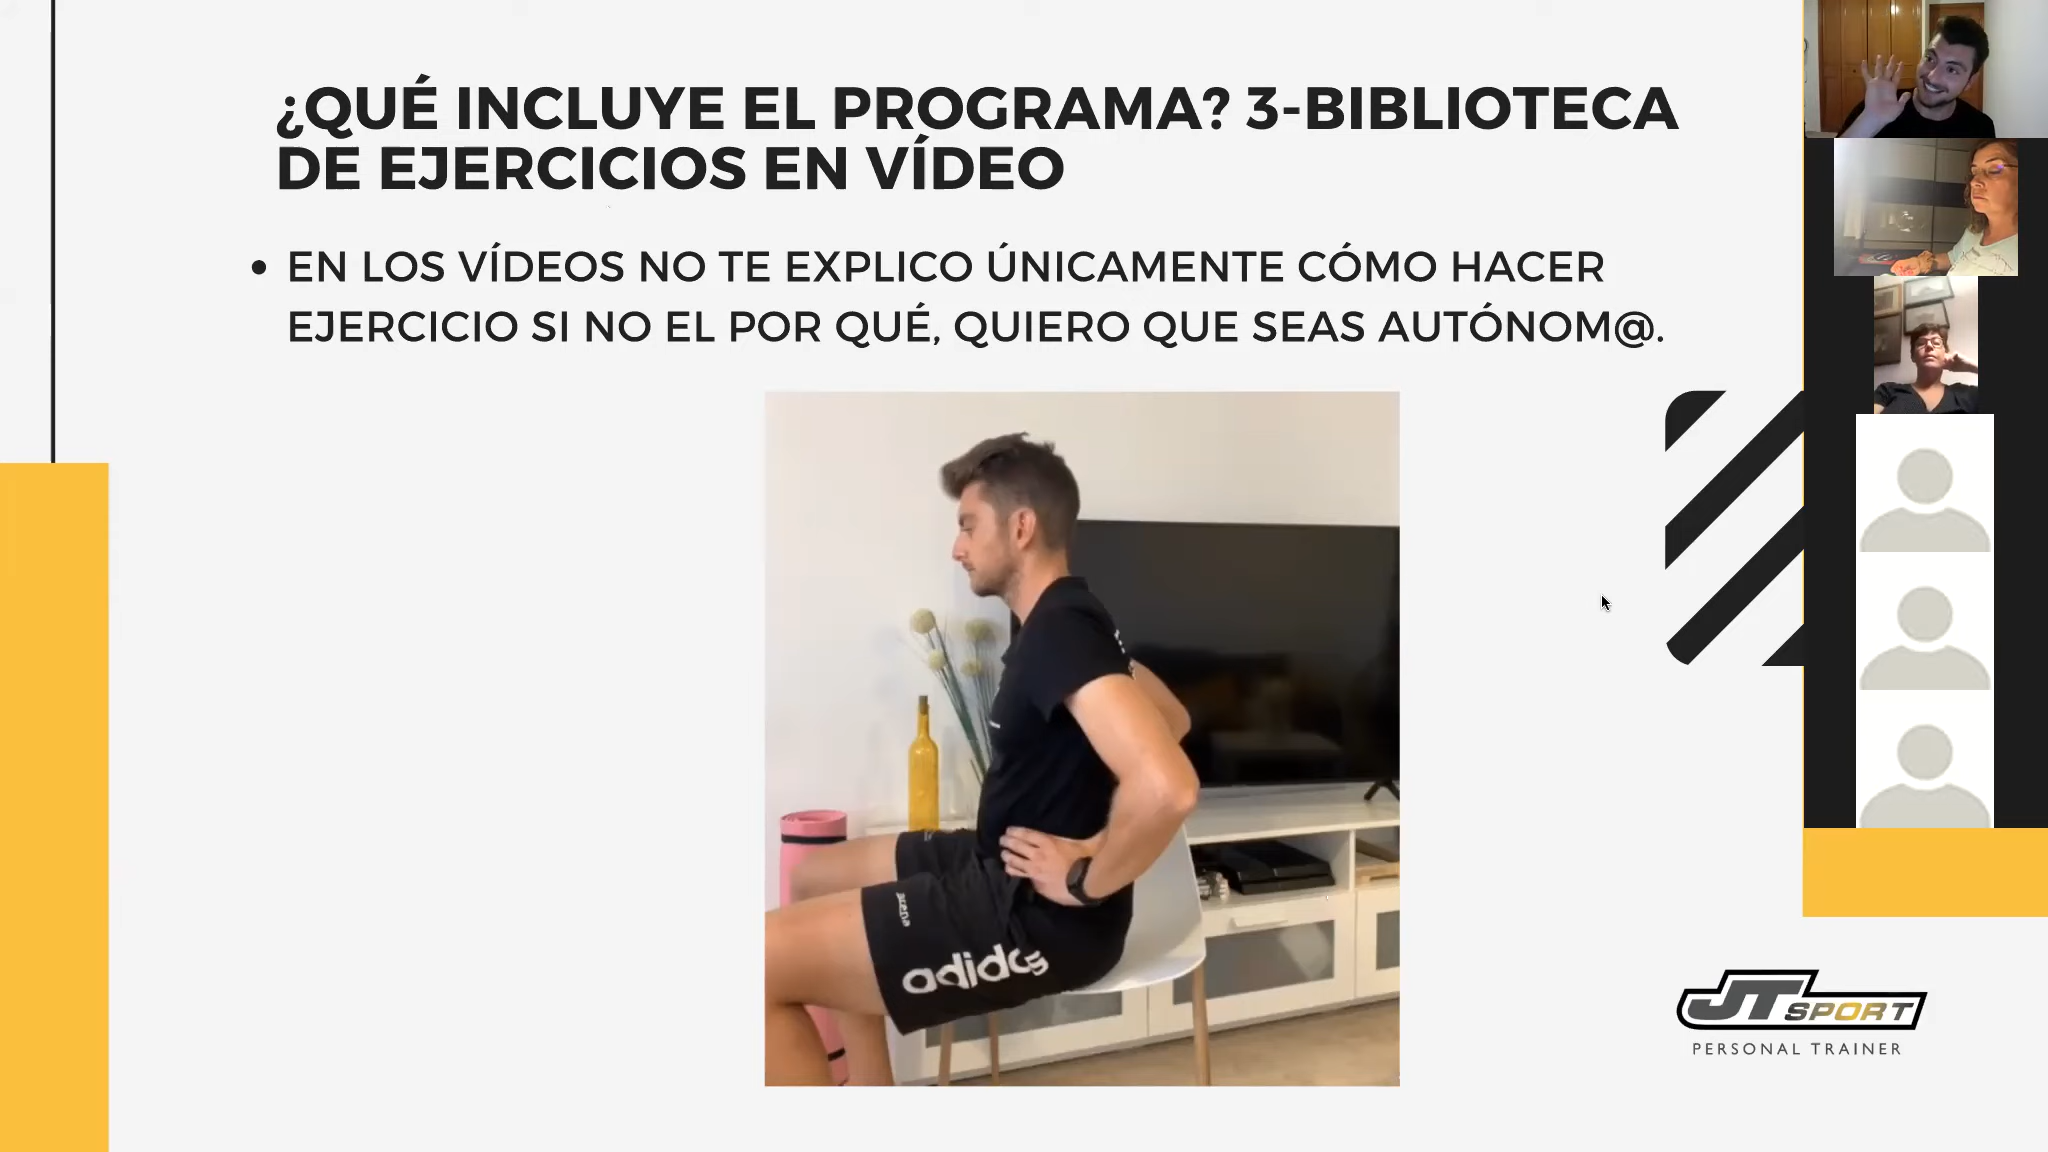 ¿QUÉ INCLUYE EL PROGRAMA? 3-BIBLIOTECA
DE EJERCICIOS EN VÍDEO
EN LOS VÍDEOS NO TE EXPLICO ÚNICAMENTE CÓMO HACER
EJERCICIO SI NO EL POR QUÉ, QUIERO QUE SEAS AUTÓNOM@.
arena
adidas
JT SPORT
PERSONAL TRAINER